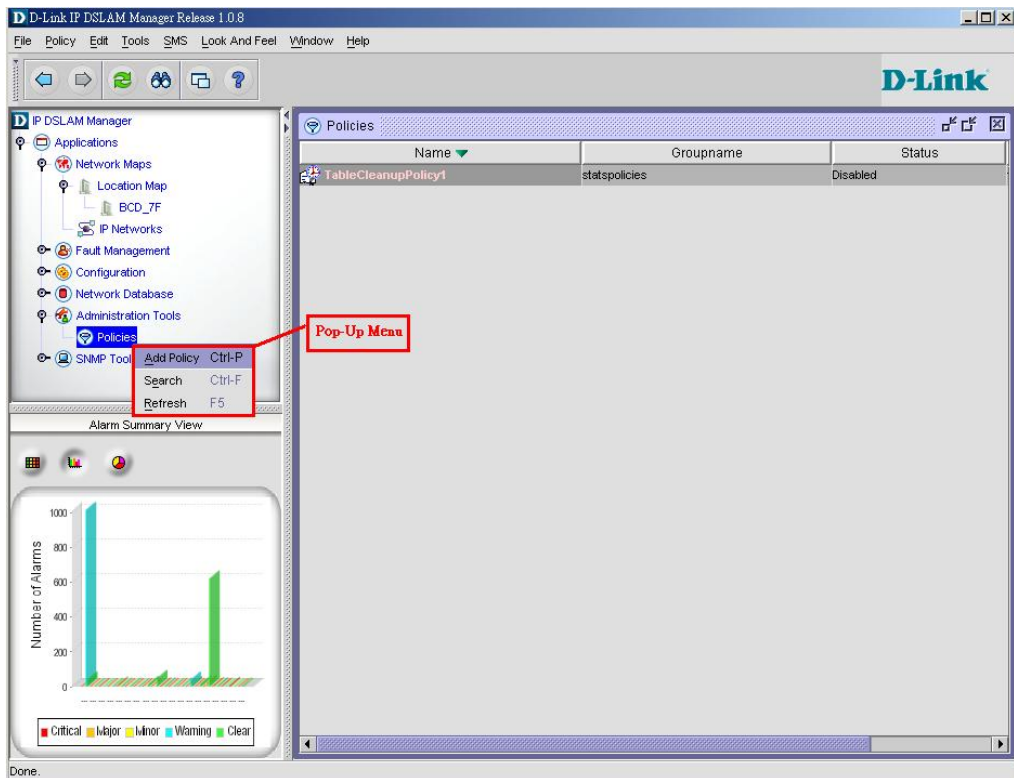 D D-Link IP DSLAM Manager Release 1.0.8
File Policy Edit Tools SMS Look And Feel Window Help
D-Link
D IP DSLAM Manager
Applications
Network Maps
Location Map
BCD_7F
IP Networks
Fault Management
Configuration
Network Database
Administration Tools
Policies
SNMP Tool
Add Policy Ctrl-P
Search Ctrl-F
Refresh F5
Pop-Up Menu
Policies
Name Groupname Status
TableCleanupPolicy1 statspolicies Disabled
Alarm Summary View
Number of Alarms
1000
800
600
400
200
0
Critical Major Minor Warning Clear
Done.